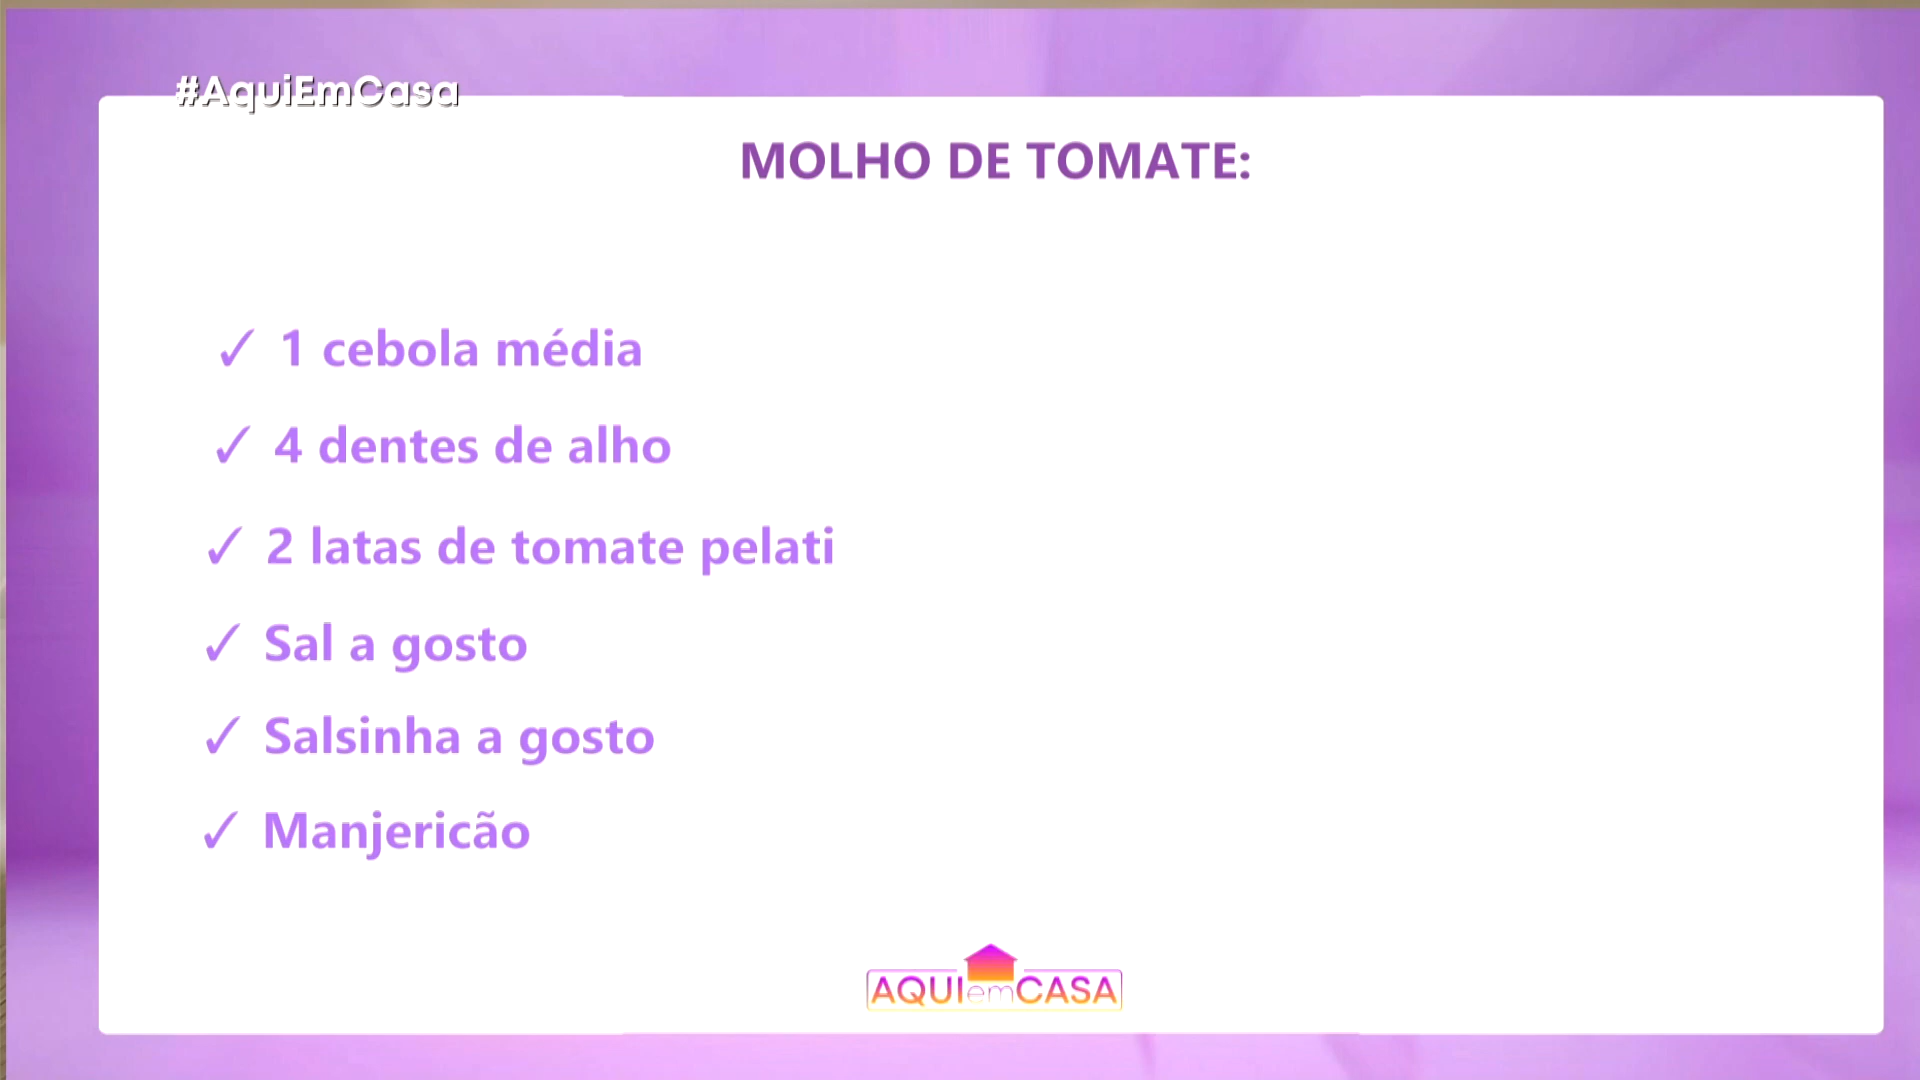 #AquiEmCasa
MOLHO DE TOMATE:
✓ 1 cebola média
✓ 4 dentes de alho
✓ 2 latas de tomate pelati
✓ Sal a gosto
✓ Salsinha a gosto
✓ Manjericão
AQUI em CASA